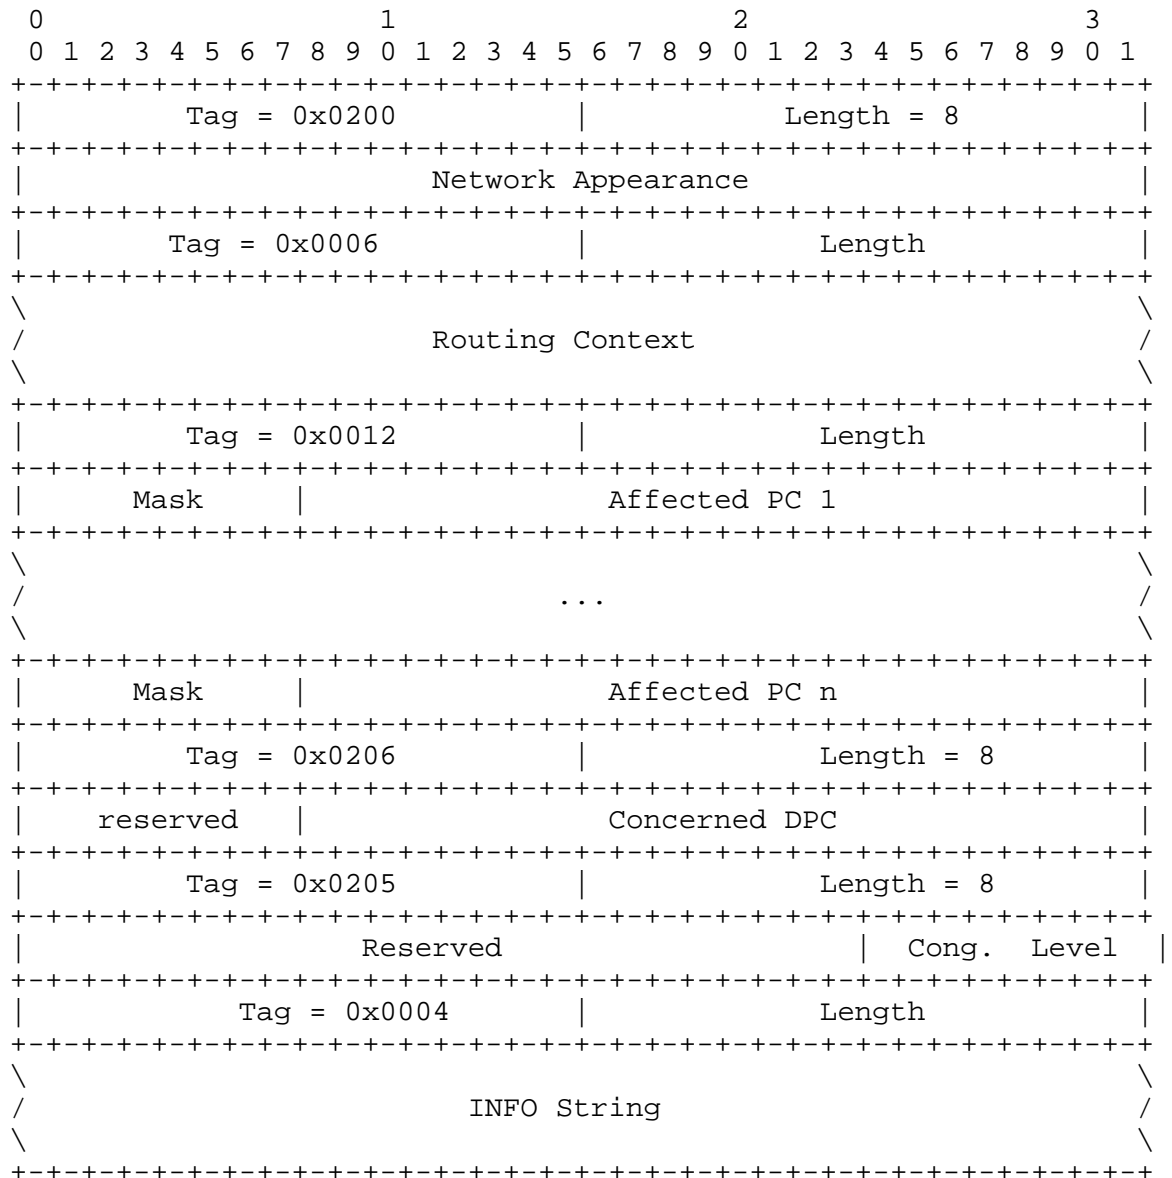 0                   1                   2                   3
 0 1 2 3 4 5 6 7 8 9 0 1 2 3 4 5 6 7 8 9 0 1 2 3 4 5 6 7 8 9 0 1
+-+-+-+-+-+-+-+-+-+-+-+-+-+-+-+-+-+-+-+-+-+-+-+-+-+-+-+-+-+-+-+-+
|         Tag = 0x0200          |           Length = 8          |
+-+-+-+-+-+-+-+-+-+-+-+-+-+-+-+-+-+-+-+-+-+-+-+-+-+-+-+-+-+-+-+-+
|                       Network Appearance                      |
+-+-+-+-+-+-+-+-+-+-+-+-+-+-+-+-+-+-+-+-+-+-+-+-+-+-+-+-+-+-+-+-+
|        Tag = 0x0006           |             Length            |
+-+-+-+-+-+-+-+-+-+-+-+-+-+-+-+-+-+-+-+-+-+-+-+-+-+-+-+-+-+-+-+-+
\                                                               \
/                       Routing Context                         /
\                                                               \
+-+-+-+-+-+-+-+-+-+-+-+-+-+-+-+-+-+-+-+-+-+-+-+-+-+-+-+-+-+-+-+-+
|         Tag = 0x0012          |             Length            |
+-+-+-+-+-+-+-+-+-+-+-+-+-+-+-+-+-+-+-+-+-+-+-+-+-+-+-+-+-+-+-+-+
|      Mask     |                 Affected PC 1                 |
+-+-+-+-+-+-+-+-+-+-+-+-+-+-+-+-+-+-+-+-+-+-+-+-+-+-+-+-+-+-+-+-+
\                                                               \
/                              ...                              /
\                                                               \
+-+-+-+-+-+-+-+-+-+-+-+-+-+-+-+-+-+-+-+-+-+-+-+-+-+-+-+-+-+-+-+-+
|      Mask     |                 Affected PC n                 |
+-+-+-+-+-+-+-+-+-+-+-+-+-+-+-+-+-+-+-+-+-+-+-+-+-+-+-+-+-+-+-+-+
|         Tag = 0x0206          |             Length = 8        |
+-+-+-+-+-+-+-+-+-+-+-+-+-+-+-+-+-+-+-+-+-+-+-+-+-+-+-+-+-+-+-+-+
|    reserved   |                 Concerned DPC                 |
+-+-+-+-+-+-+-+-+-+-+-+-+-+-+-+-+-+-+-+-+-+-+-+-+-+-+-+-+-+-+-+-+
|         Tag = 0x0205          |             Length = 8        |
+-+-+-+-+-+-+-+-+-+-+-+-+-+-+-+-+-+-+-+-+-+-+-+-+-+-+-+-+-+-+-+-+
|                   Reserved                    |  Cong.  Level  |
+-+-+-+-+-+-+-+-+-+-+-+-+-+-+-+-+-+-+-+-+-+-+-+-+-+-+-+-+-+-+-+-+
|            Tag = 0x0004       |             Length            |
+-+-+-+-+-+-+-+-+-+-+-+-+-+-+-+-+-+-+-+-+-+-+-+-+-+-+-+-+-+-+-+-+
\                                                               \
/                         INFO String                           /
\                                                               \
+-+-+-+-+-+-+-+-+-+-+-+-+-+-+-+-+-+-+-+-+-+-+-+-+-+-+-+-+-+-+-+-+